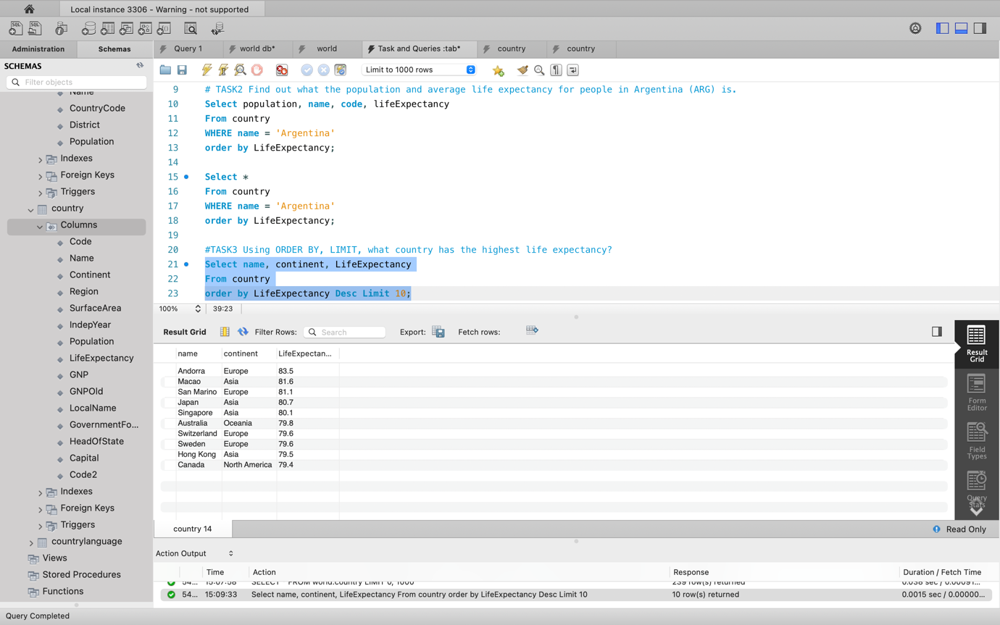 Local instance 3306 - Warning - not supported
Administration
Schemas
Query 1
world db*
world
Task and Queries :tab*
country
country
SCHEMAS
Filter objects
Limit to 1000 rows
Name
CountryCode
District
Population
Indexes
Foreign Keys
Triggers
country
Columns
Code
Name
Continent
Region
SurfaceArea
IndepYear
Population
LifeExpectancy
GNP
GNPOld
LocalName
GovernmentFo...
HeadOfState
Capital
Code2
Indexes
Foreign Keys
Triggers
countrylanguage
Views
Stored Procedures
Functions
9 # TASK2 Find out what the population and average life expectancy for people in Argentina (ARG) is.
10 Select population, name, code, lifeExpectancy
11 From country
12 WHERE name = 'Argentina'
13 order by LifeExpectancy;
14
15 Select *
16 From country
17 WHERE name = 'Argentina'
18 order by LifeExpectancy;
19
20 #TASK3 Using ORDER BY, LIMIT, what country has the highest life expectancy?
21 Select name, continent, LifeExpectancy
22 From country
23 order by LifeExpectancy Desc Limit 10;
100% 39:23
Result Grid Filter Rows: Search Export: Fetch rows:
name continent LifeExpectan...
Andorra Europe 83.5
Macao Asia 81.6
San Marino Europe 81.1
Japan Asia 80.7
Singapore Asia 80.1
Australia Oceania 79.8
Switzerland Europe 79.6
Sweden Europe 79.6
Hong Kong Asia 79.5
Canada North America 79.4
Result
Grid
Form
Editor
Field
Types
Query
Stats
country 14
Read Only
Action Output
Time Action Response Duration / Fetch Time
54... 15:07:58 SELECT * FROM world.country LIMIT 0, 1000 239 row(s) returned 0.038 sec / 0.00091...
54... 15:09:33 Select name, continent, LifeExpectancy From country order by LifeExpectancy Desc Limit 10 10 row(s) returned 0.0015 sec / 0.00000...
Query Completed